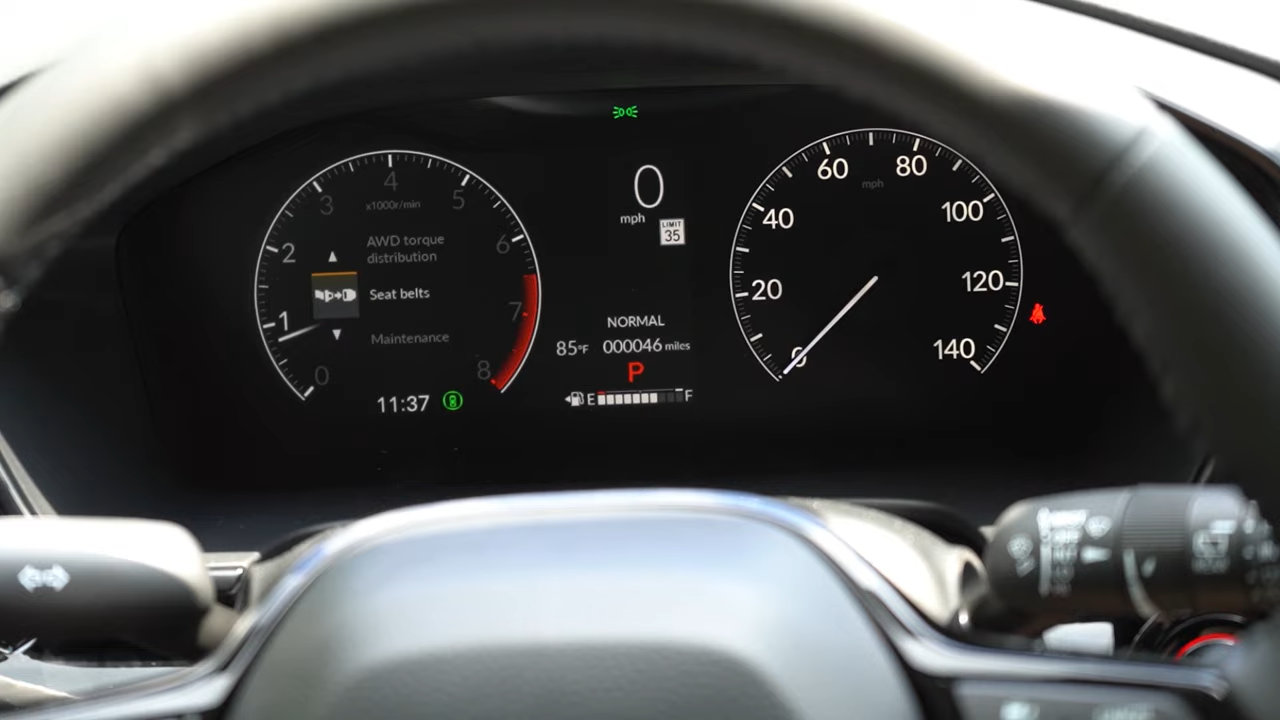 4
3
5
x1000r/min
2
6
AWD torque
distribution
Seat belts
1
7
Maintenance
0
8
11:37
0
mph
LIMIT
35
NORMAL
85°F 000046 miles
P
E
F
60
80
mph
40
100
20
120
0
140